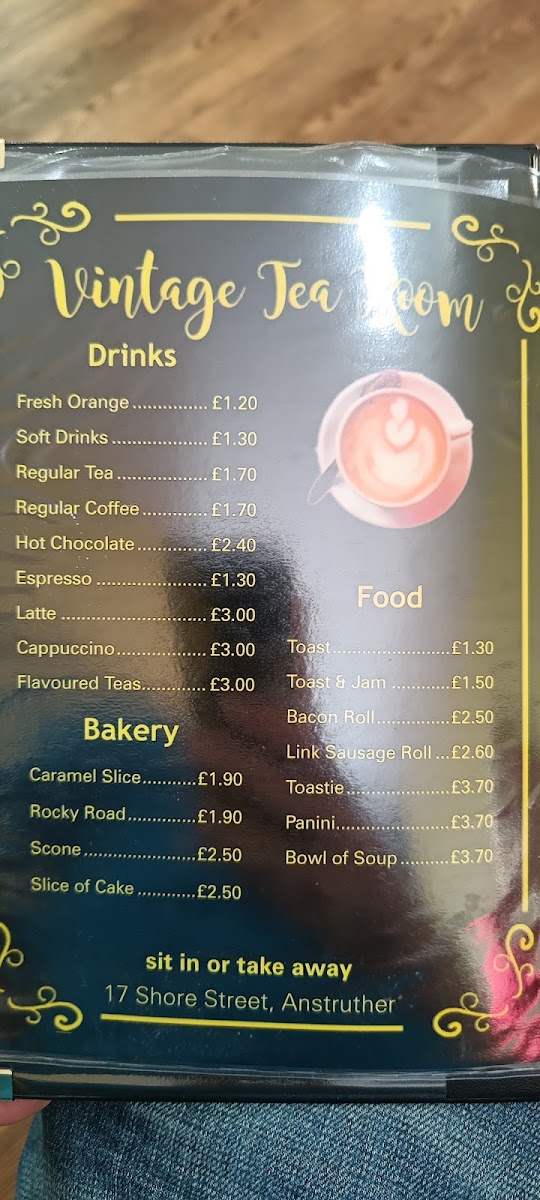 Vintage Tea Room
Drinks
Fresh Orange............... £1.20
Soft Drinks ................... £1.30
Regular Tea .................. £1.70
Regular Coffee ............. £1.70
Hot Chocolate .............. £2.40
Espresso ...................... £1.30
Latte ............................. £3.00
Cappuccino .................. £3.00
Flavoured Teas............. £3.00
Bakery
Caramel Slice...........£1.90
Rocky Road..............£1.90
Scone .......................£2.50
Slice of Cake ............£2.50
Food
Toast........................£1.30
Toast & Jam ............£1.50
Bacon Roll...............£2.50
Link Sausage Roll ...£2.60
Toastie.....................£3.70
Panini.......................£3.70
Bowl of Soup ..........£3.70
sit in or take away
17 Shore Street, Anstruther